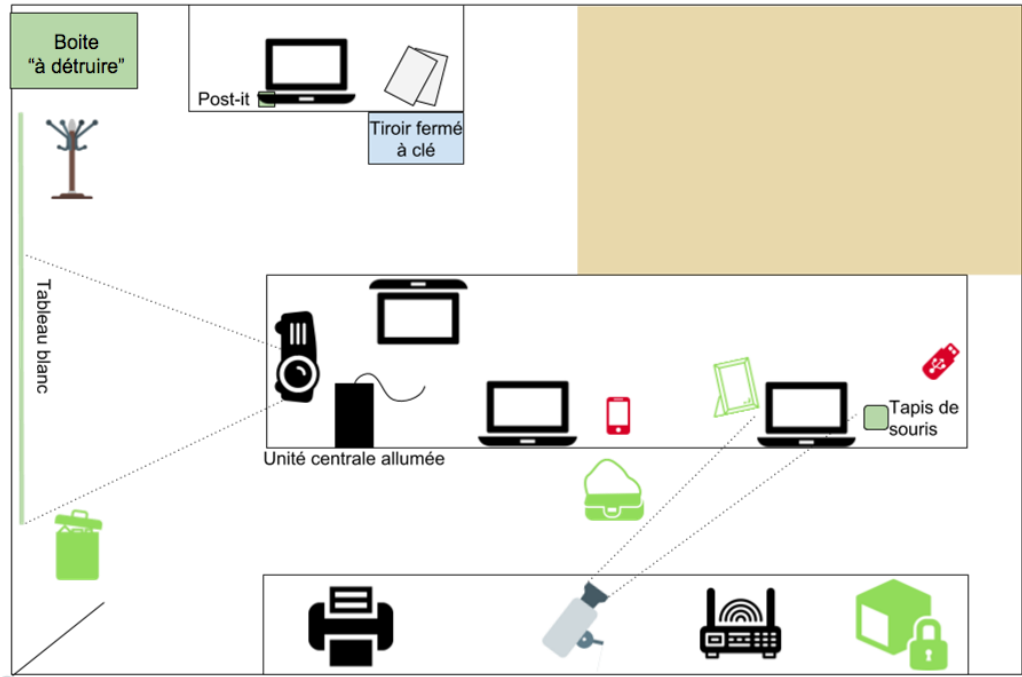 Boite
“à détruire”
Post-it
Tiroir fermé
à clé
Tableau blanc
Unité centrale allumée
Tapis de
souris